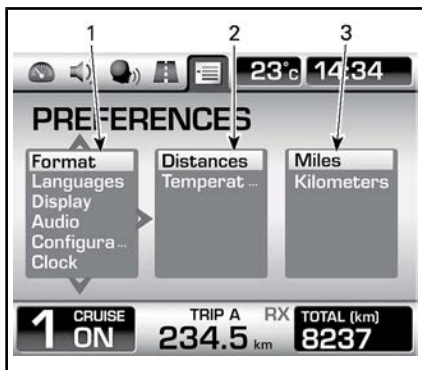 1 2 3
23°c 14:34
PREFERENCES
Format Distances Miles
Languages Temperat ... Kilometers
Display
Audio
Configura ...
Clock
1 CRUISE ON TRIP A 234.5 km RX TOTAL (km) 8237